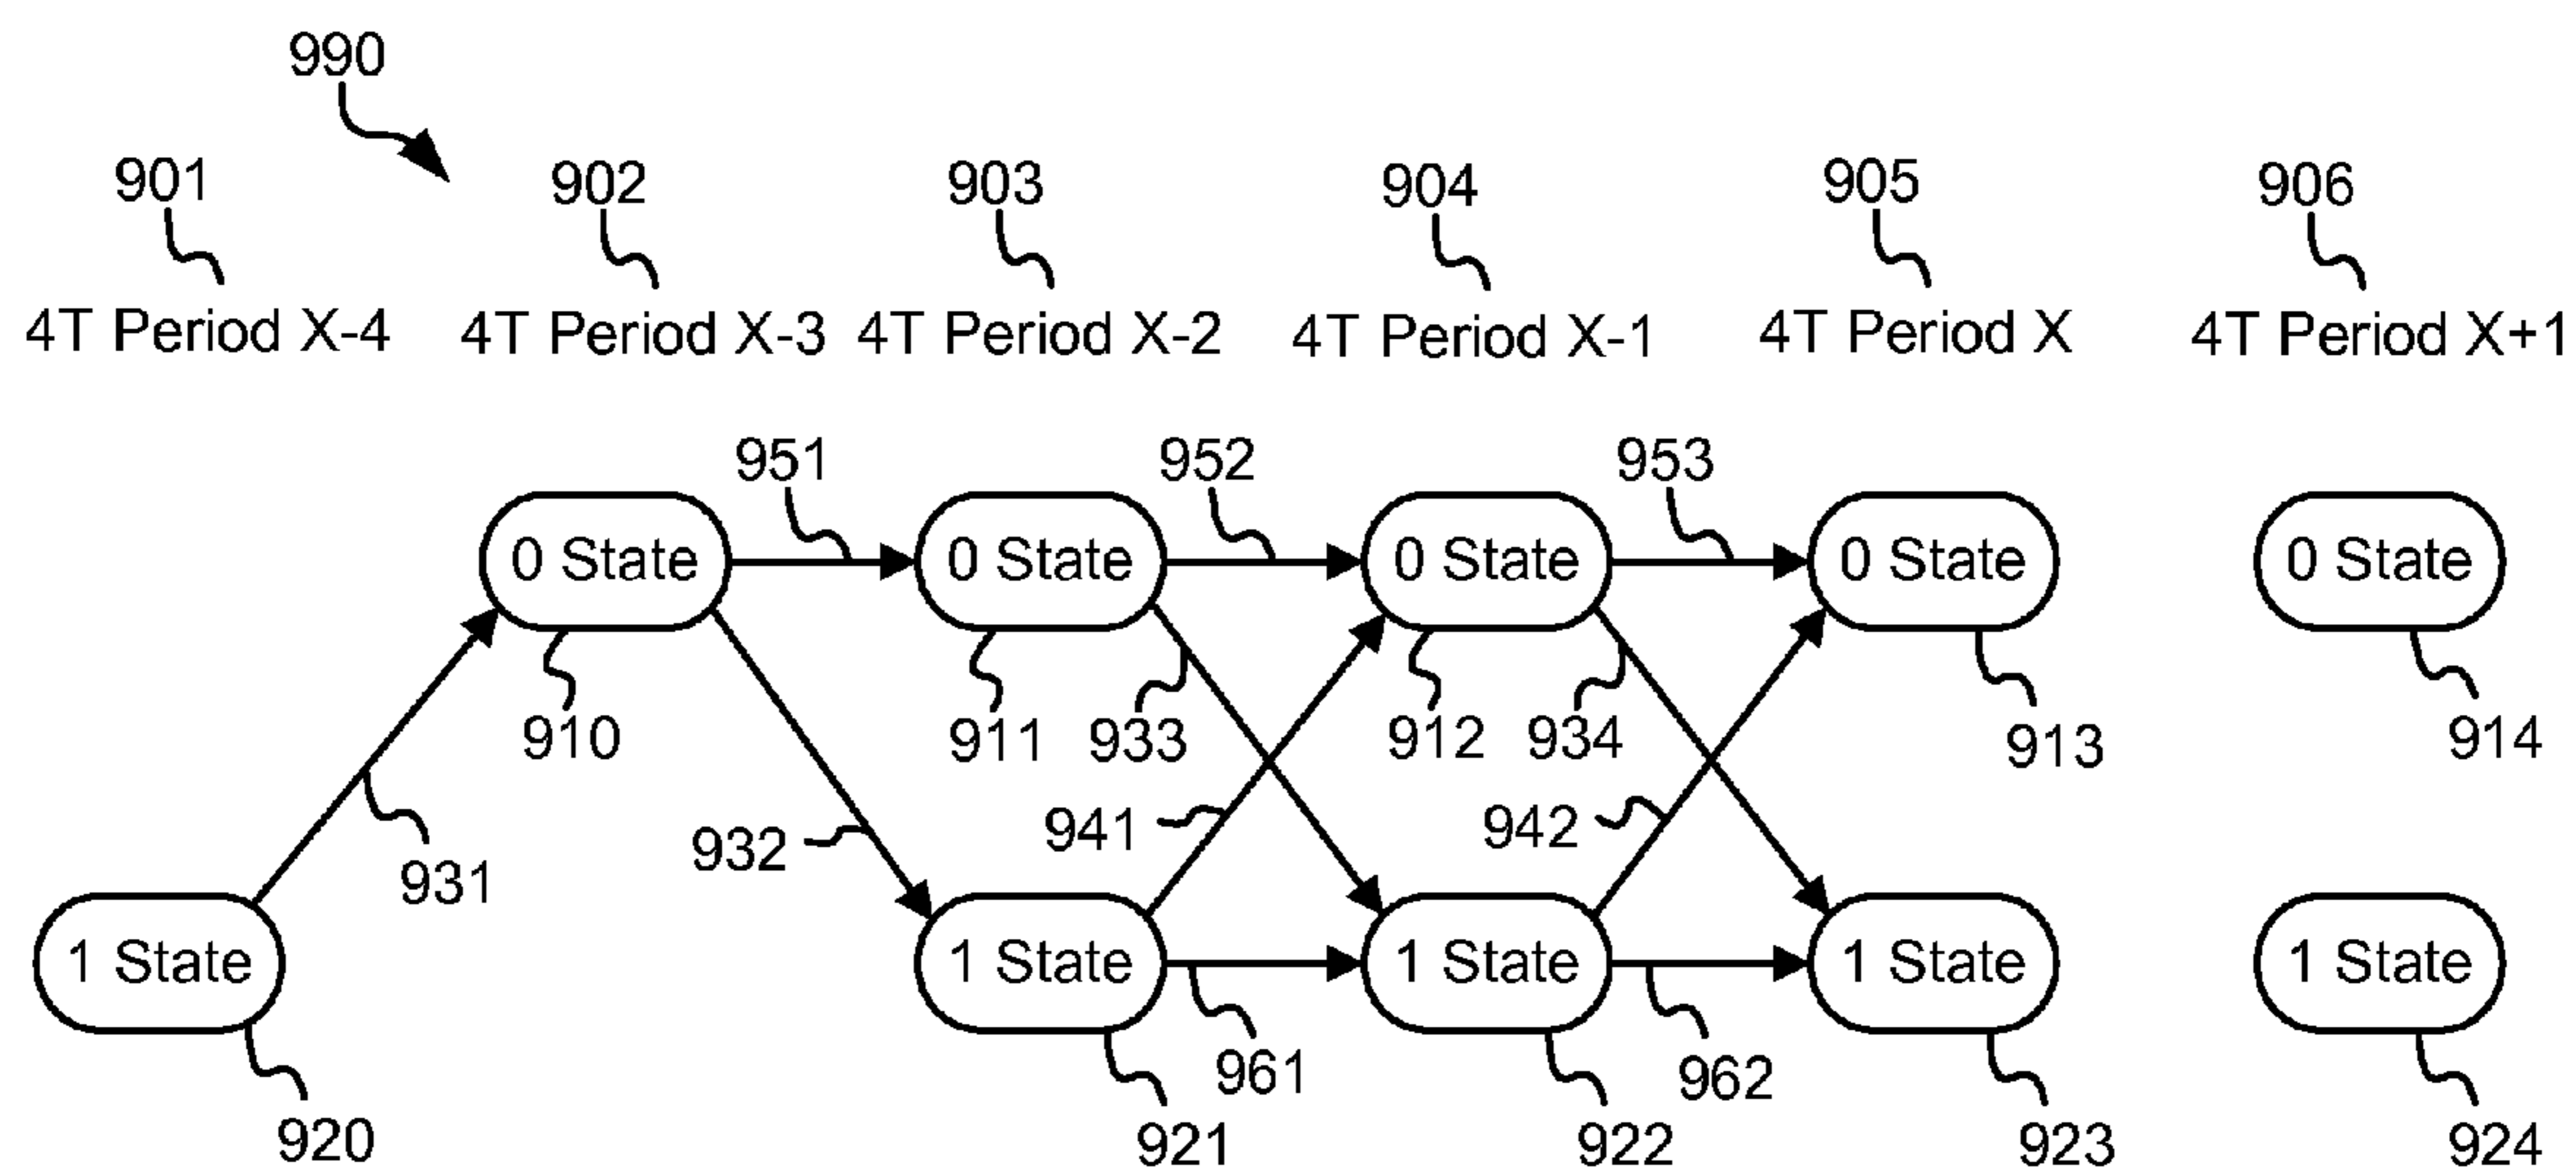 990
901 902 903 904 905 906
4T Period X-4 4T Period X-3 4T Period X-2 4T Period X-1 4T Period X 4T Period X+1
951 952 953
0 State 0 State 0 State 0 State 0 State
910 911 933 912 934 913 914
932 931 941 942
1 State 1 State 1 State 1 State 1 State
961 962
920 921 922 923 924